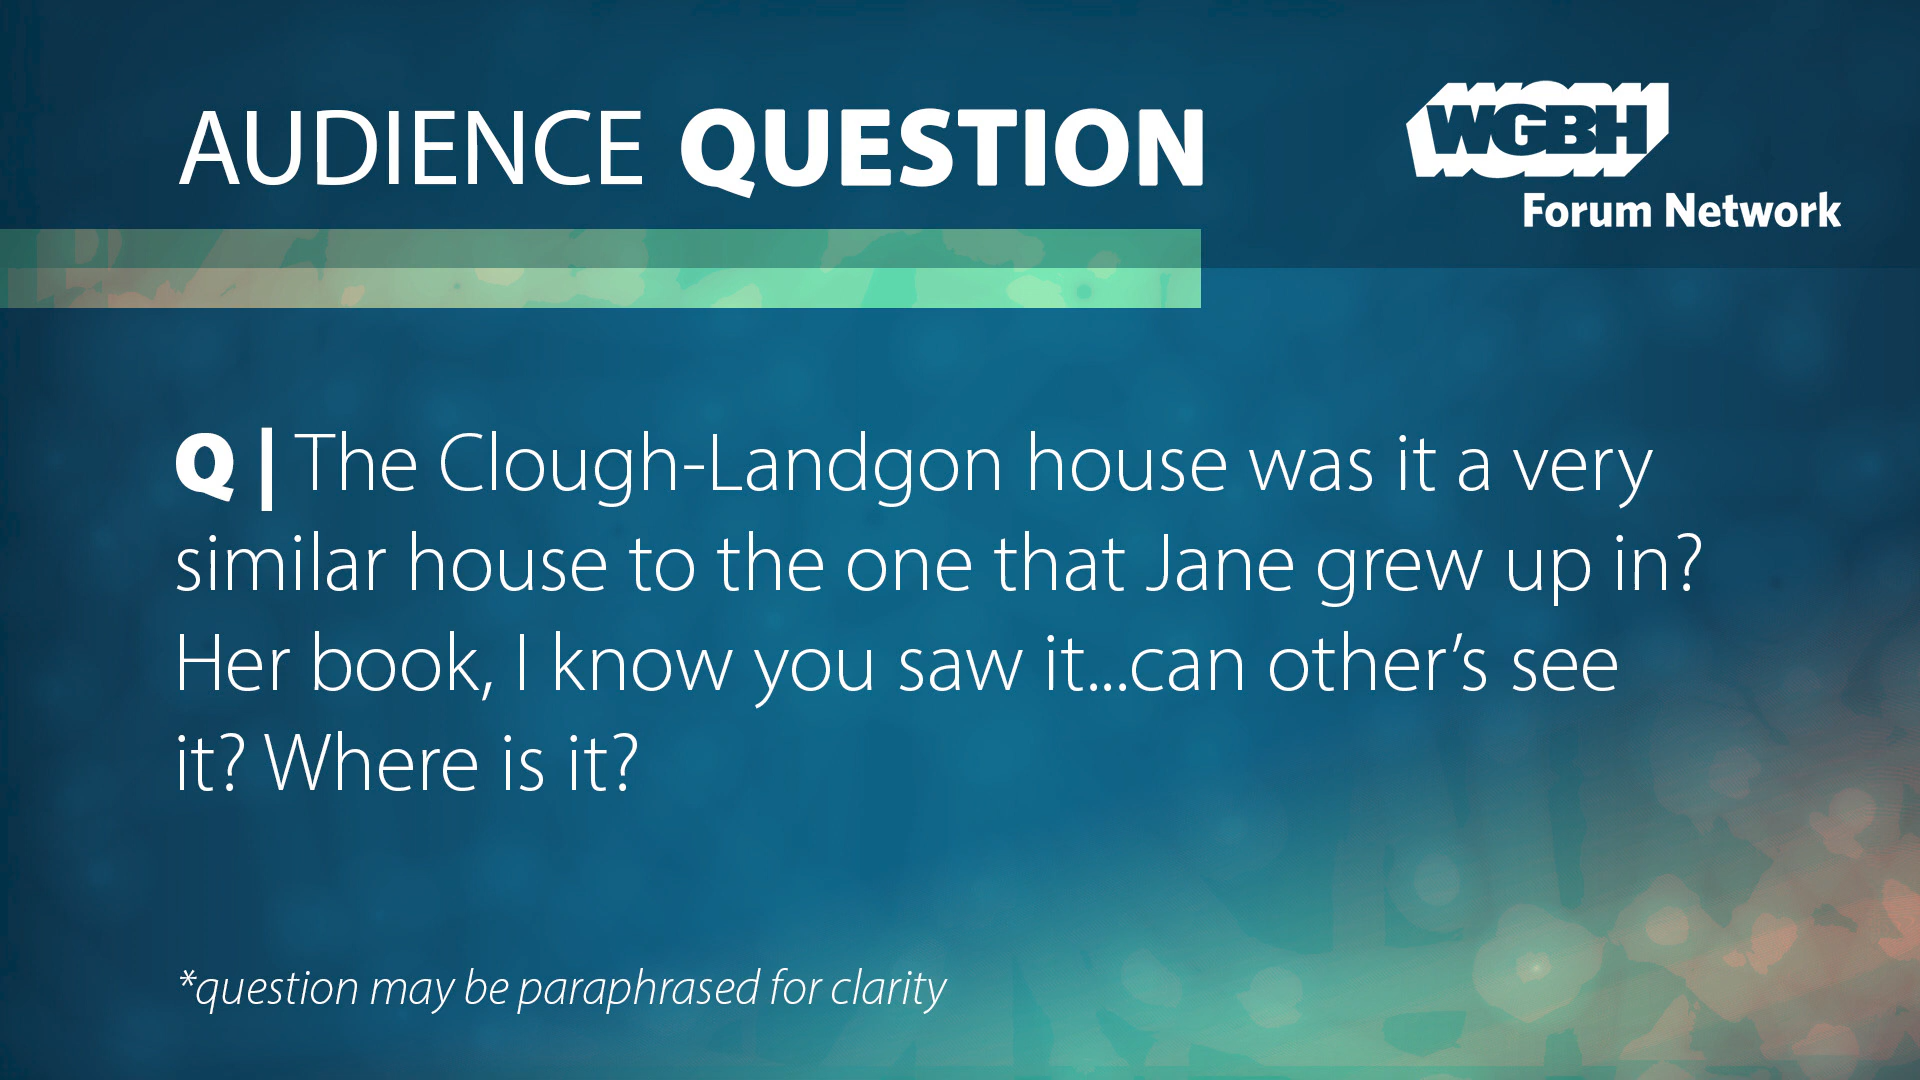 AUDIENCE QUESTION
WGBH
Forum Network
Q | The Clough-Landgon house was it a very
similar house to the one that Jane grew up in?
Her book, I know you saw it...can other’s see
it? Where is it?
*question may be paraphrased for clarity